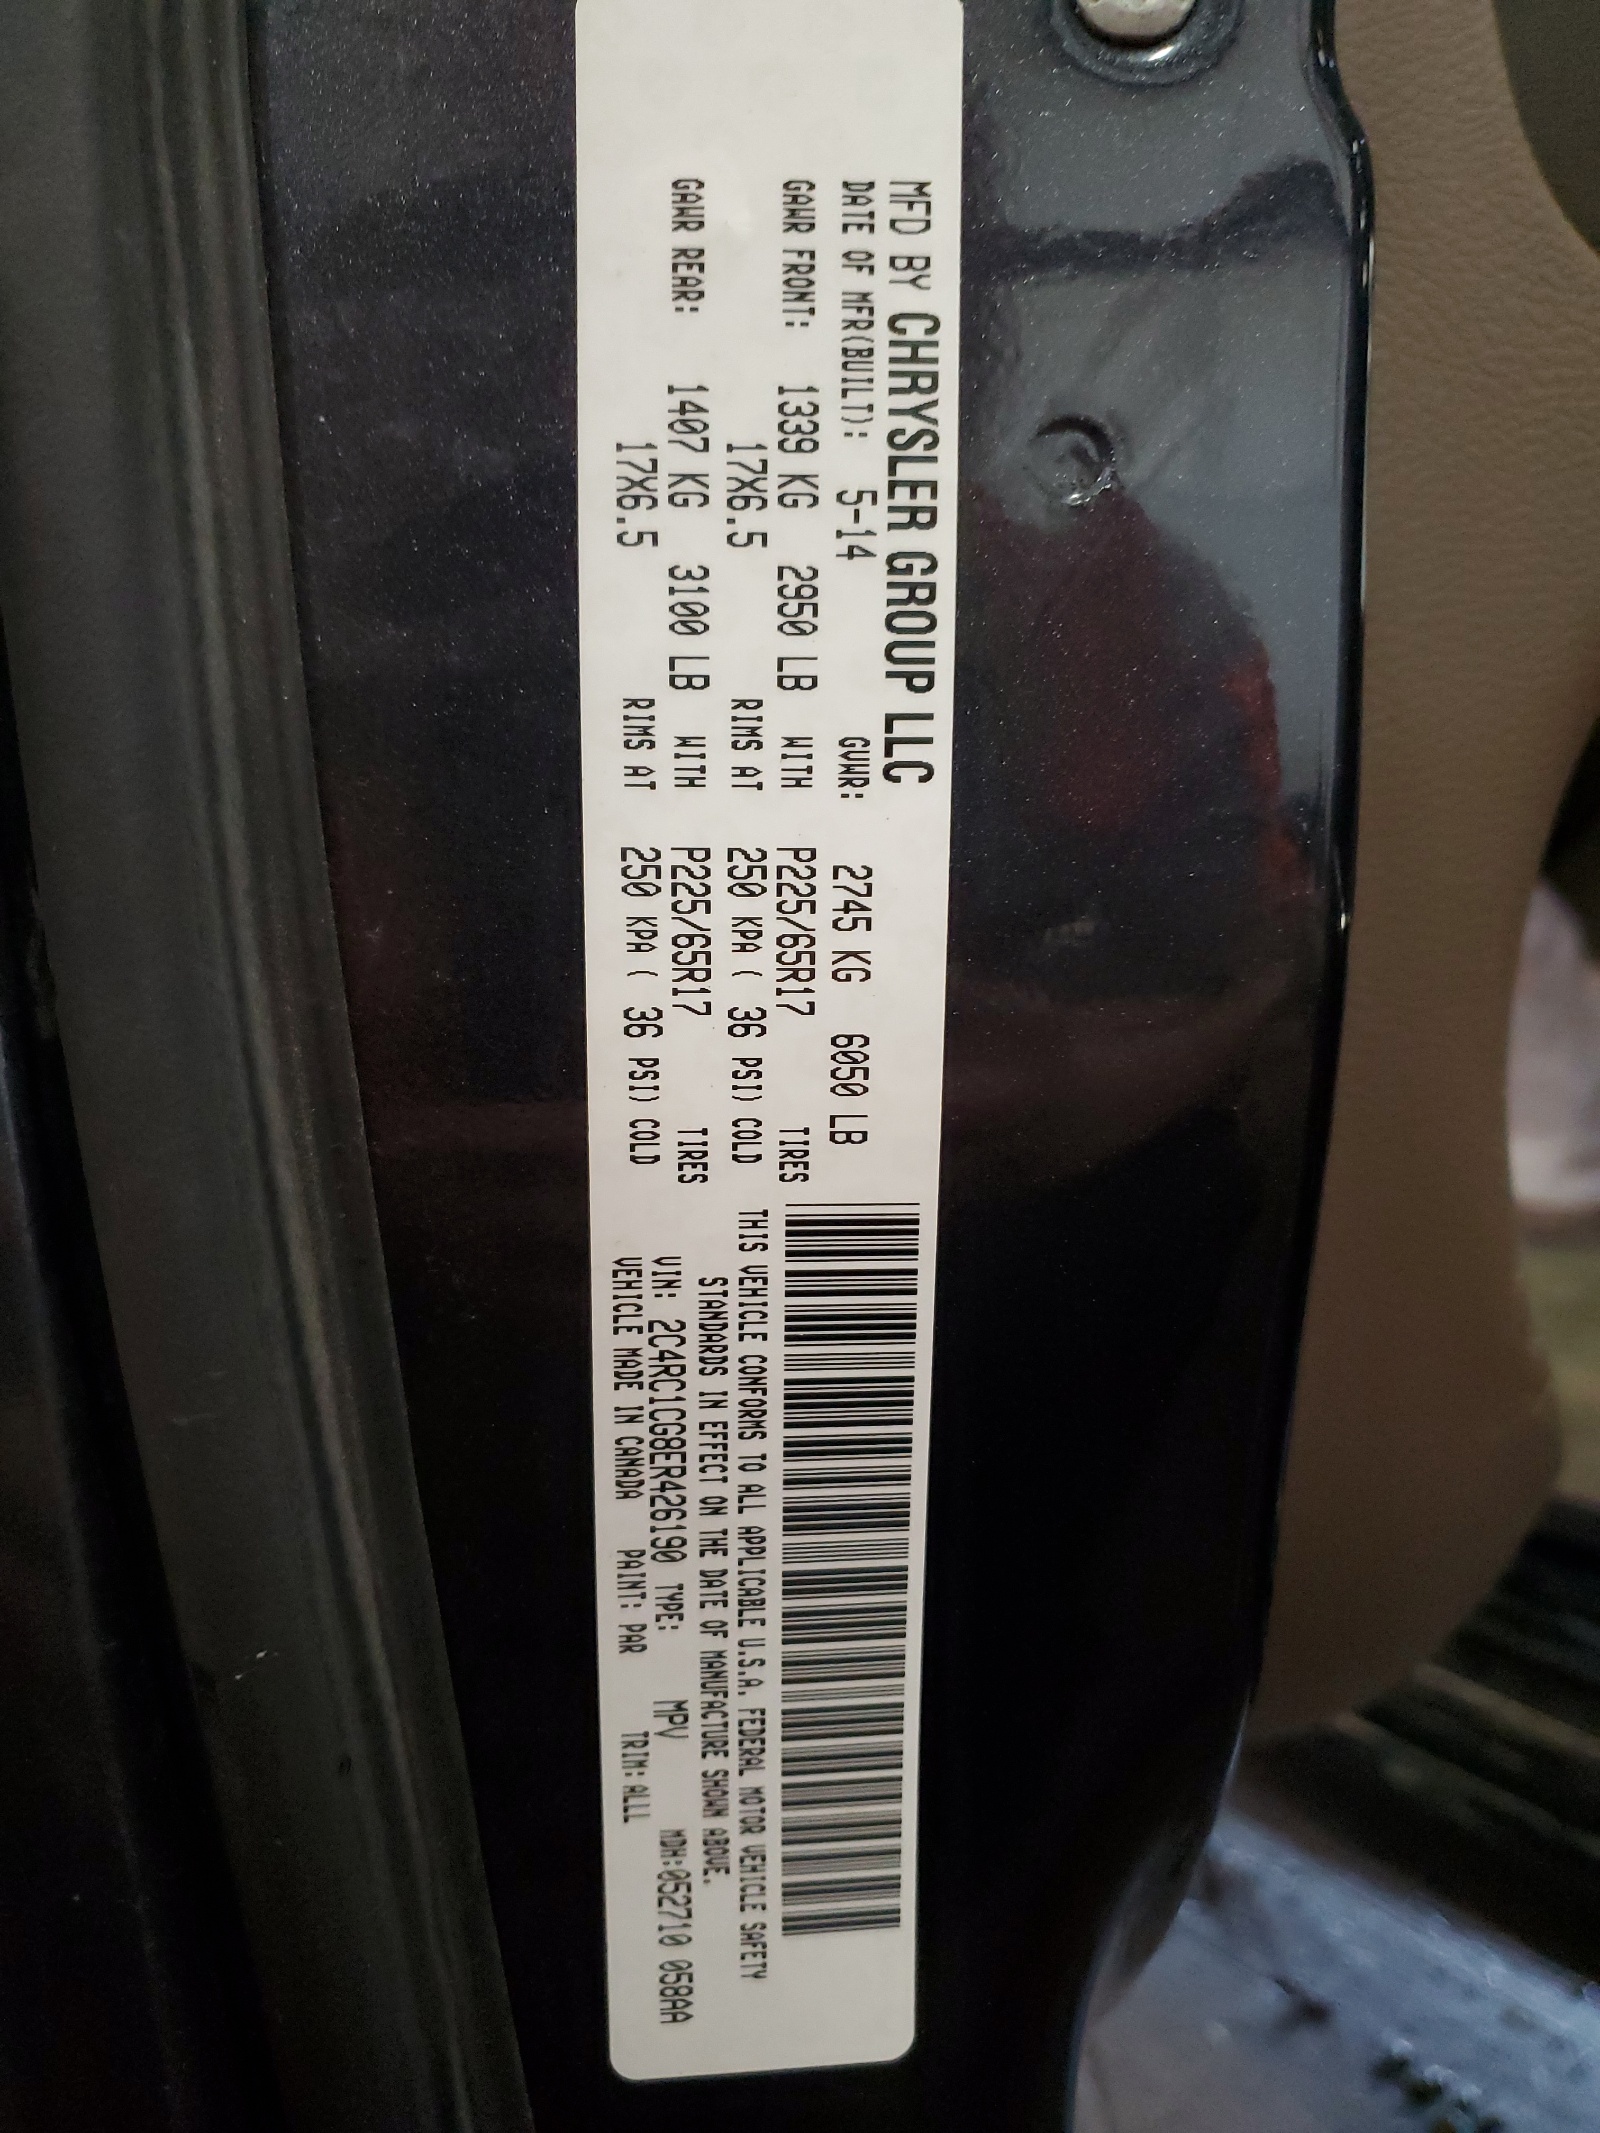 MFD BY CHRYSLER GROUP LLC
DATE OF MFR(BUILT): 5-14 GVWR: 2745 KG 6050 LB
GAWR FRONT: 1339 KG 2950 LB WITH P225/65R17 TIRES
17X6.5 RIMS AT 250 KPA ( 36 PSI) COLD
GAWR REAR: 1407 KG 3100 LB WITH P225/65R17 TIRES
17X6.5 RIMS AT 250 KPA ( 36 PSI) COLD
THIS VEHICLE CONFORMS TO ALL APPLICABLE U.S.A. FEDERAL MOTOR VEHICLE SAFETY
STANDARDS IN EFFECT ON THE DATE OF MANUFACTURE SHOWN ABOVE.
VIN: 2C4RC1CG8ER426190 TYPE: MPV MDH:052710 058AA
VEHICLE MADE IN CANADA PAINT: PAR TRIM: ALL1